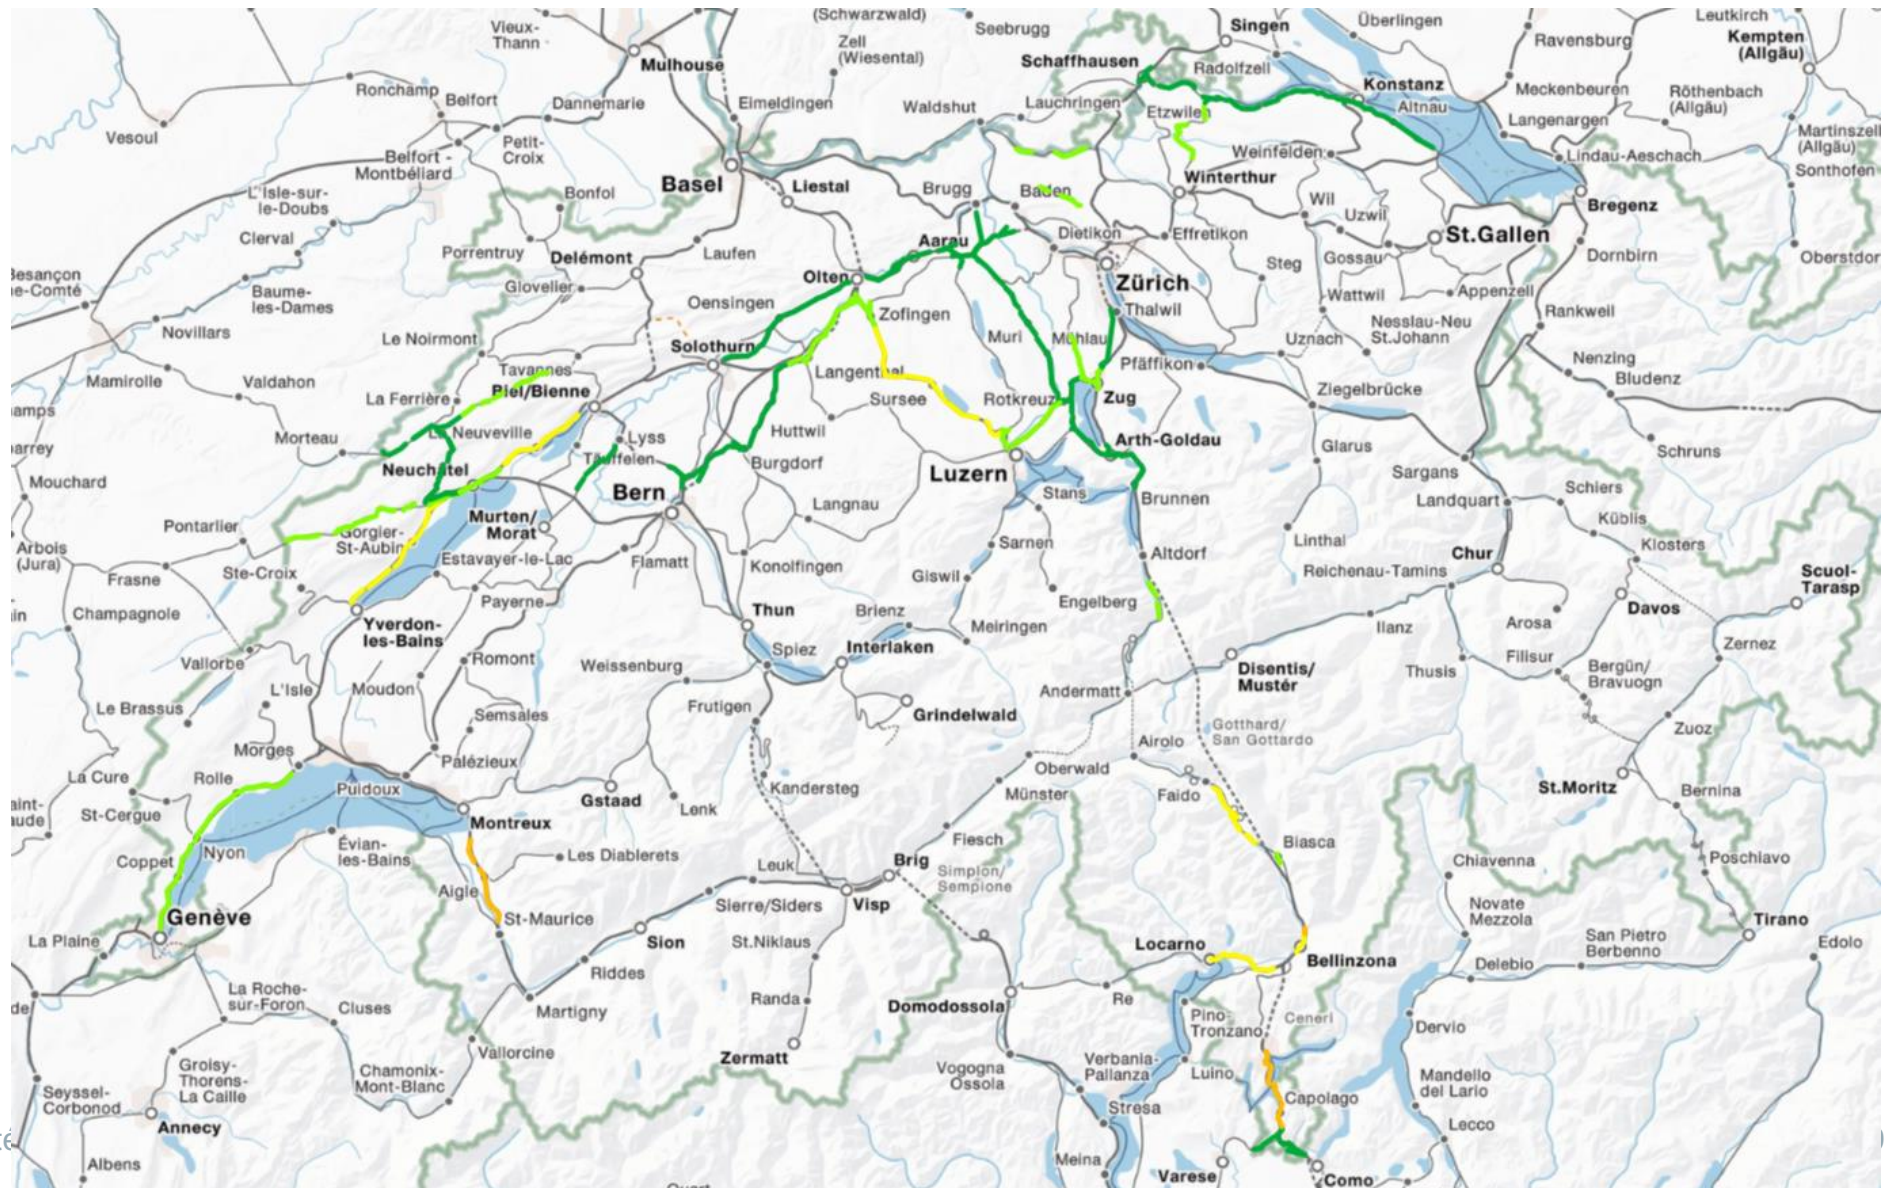 (Schwarzwald)
Seebrugg
Singen
Überlingen
Leutkirch
Vieux-
Thann
Zell
(Wiesental)
Ravensburg
Kempten
(Allgäu)
Mulhouse
Schaffhausen
Radolfzell
Konstanz
Meckenbeuren
Röthenbach
(Allgäu)
Ronchamp
Belfort
Dannemarie
Eimeldingen
Waldshut
Lauchringen
Etzwilen
Altnau
Langenargen
Martinszell
(Allgäu)
Vesoul
Petit-
Croix
Belfort -
Montbéliard
Weinfelden
Lindau-Aeschach
Sonthofen
Basel
Liestal
Brugg
Baden
Winterthur
L'Isle-sur-
le-Doubs
Bonfol
Wil
Uzwil
Bregenz
Clerval
Porrentruy
Delémont
Laufen
Aarau
Dietikon
Effretikon
St.Gallen
Gossau
Dornbirn
Oberstdor
Besançon
e-Comté
Baume-
les-Dames
Glovelier
Olten
Zürich
Steg
Oensingen
Zofingen
Thalwil
Wattwil
Appenzell
Rankweil
Novillars
Le Noirmont
Solothurn
Muri
Mühlau
Uznach
Nesslau-Neu
St.Johann
Nenzing
Mamirolle
Valdahon
Tavannes
Biel/Bienne
Langenthal
Pfäffikon
Bludenz
La Ferrière
Sursee
Rotkreuz
Zug
Ziegelbrücke
amps
Morteau
La Neuveville
Lyss
Huttwil
Arth-Goldau
Glarus
Schruns
arrey
Neuchâtel
Täuffelen
Burgdorf
Luzern
Sargans
Mouchard
Bern
Stans
Brunnen
Landquart
Schiers
Pontarlier
Murten/
Morat
Langnau
Küblis
Gorgier-
St-Aubin
Linthal
Arbois
(Jura)
Estavayer-le-Lac
Flamatt
Konolfingen
Sarnen
Altdorf
Chur
Klosters
Frasne
Ste-Croix
Giswil
Reichenau-Tamins
Scuol-
Tarasp
in
Champagnole
Payerne
Engelberg
Davos
Yverdon-
les-Bains
Thun
Brienz
Meiringen
Ilanz
Arosa
Zernez
Vallorbe
Romont
Weissenburg
Spiez
Interlaken
Disentis/
Mustér
Thusis
Filisur
Bergün/
Bravuogn
L'Isle
Moudon
Andermatt
Le Brassus
Semsales
Frutigen
Grindelwald
Gotthard/
San Gottardo
Zuoz
Morges
Palézieux
Airolo
La Cure
Rolle
Puidoux
Kandersteg
Oberwald
Faido
St.Moritz
Bernina
aint-
aude
St-Cergue
Gstaad
Lenk
Münster
Montreux
Fiesch
Biasca
Coppet
Nyon
Évian-
les-Bains
Les Diablerets
Leuk
Brig
Simplon/
Sempione
Chiavenna
Poschiavo
Aigle
Genève
St-Maurice
Sierre/Siders
Visp
Novate
Mezzola
Tirano
La Plaine
Sion
St.Niklaus
Locarno
Bellinzona
San Pietro
Berbenno
Edolo
Riddes
Delebio
de
La Roche-
sur-Foron
Cluses
Martigny
Randa
Domodossola
Re
Pino
Tronzano
Ceneri
Dervio
Vallorcine
Zermatt
Groisy-
Thorens-
La Caille
Chamonix-
Mont-Blanc
Vogogna
Ossola
Verbania-
Pallanza
Luino
Mandello
del Lario
Seyssel-
Corbonod
Capolago
Annecy
Stresa
Lecco
Albens
Meina
Varese
Como